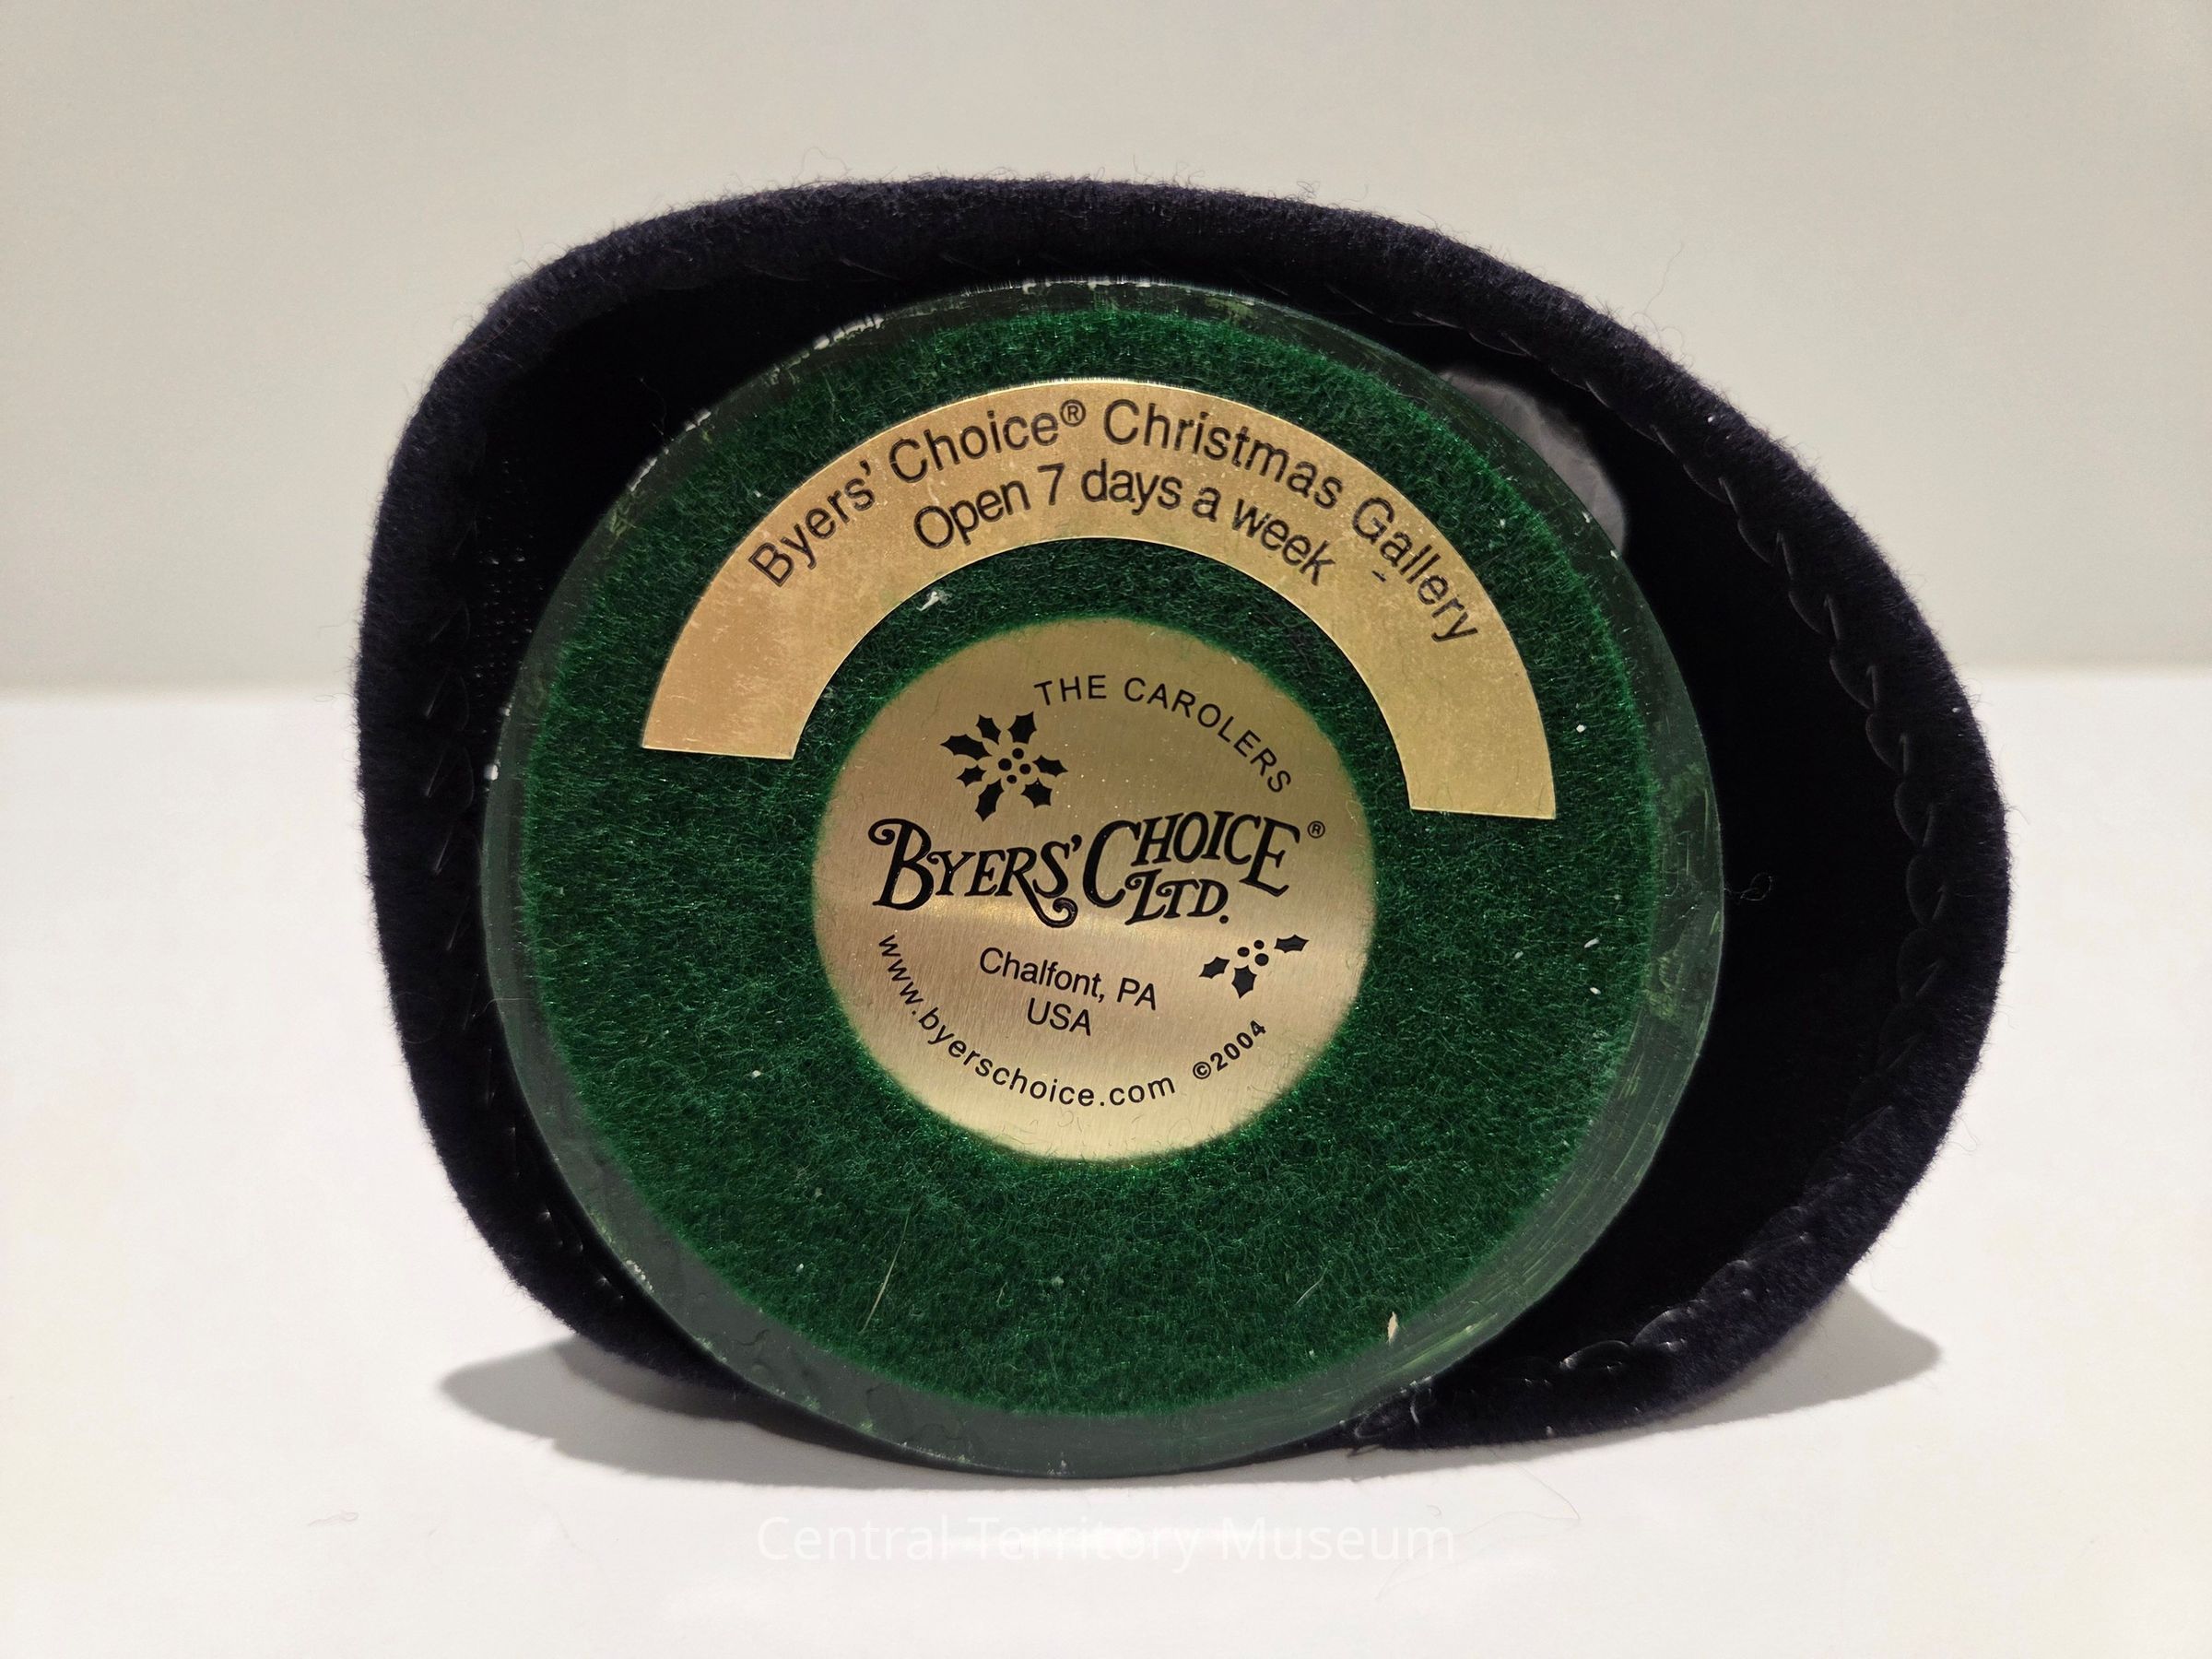 Byers' Choice® Christmas Gallery
Open 7 days a week
THE CAROLERS
BYERS' CHOICE®
LTD.
Chalfont, PA
USA
www.byerschoice.com ©2004
Central Territory Museum